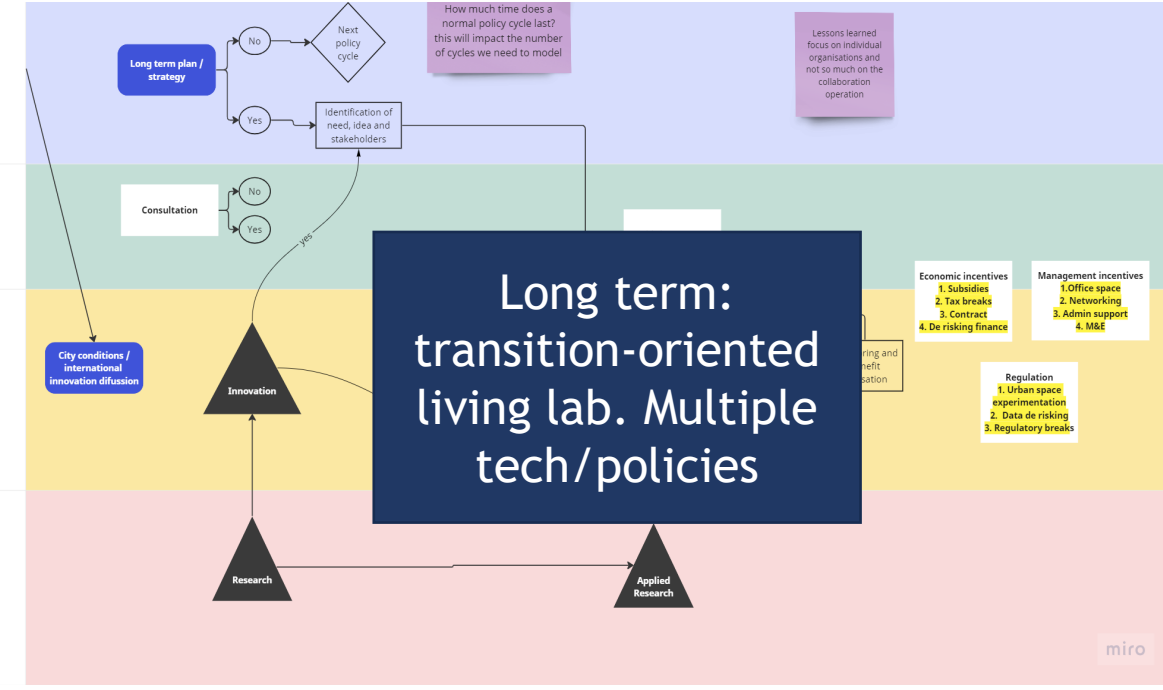 How much time does a
normal policy cycle last?
this will impact the number
of cycles we need to model
Lessons learned
focus on individual
organisations and
not so much on the
collaboration
operation
Long term plan /
strategy
No
Next
policy
cycle
Yes
Identification of
need, idea and
stakeholders
Consultation
No
Yes
yes
Long term:
transition-oriented
living lab. Multiple
tech/policies
Economic incentives
1. Subsidies
2. Tax breaks
3. Contract
4. De risking finance
Management incentives
1.Office space
2. Networking
3. Admin support
4. M&E
City conditions /
international
innovation difussion
Innovation
and
Regulation
1. Urban space
experimentation
2. Data de risking
3. Regulatory breaks
Research
Applied
Research
miro